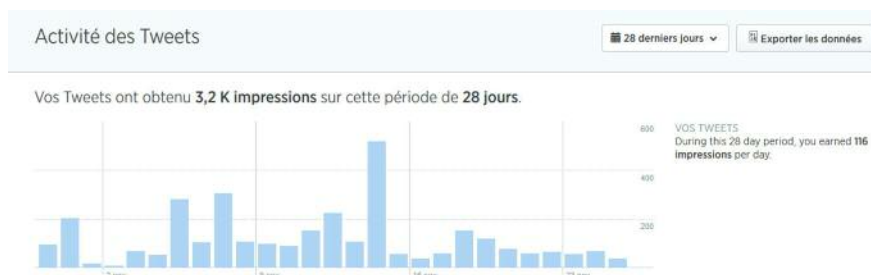 Activité des Tweets
28 derniers jours
Exporter les données
Vos Tweets ont obtenu 3,2 K impressions sur cette période de 28 jours.
600
400
200
VOS TWEETS
During this 28 day period, you earned 116
impressions per day.